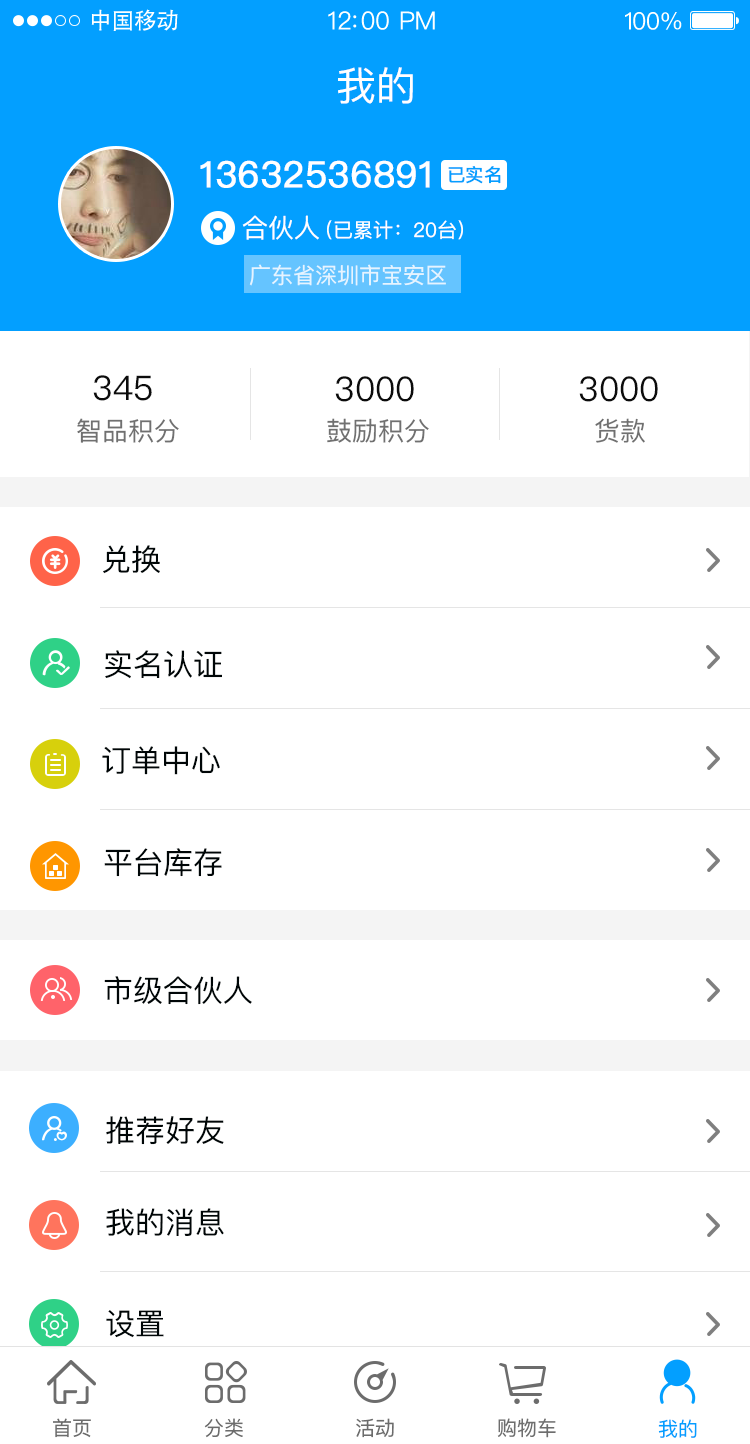 中国移动 12:00 PM 100%
我的
13632536891 已实名
合伙人 (已累计：20台)
广东省深圳市宝安区
345 3000 3000
智品积分 鼓励积分 货款
兑换
实名认证
订单中心
平台库存
市级合伙人
推荐好友
我的消息
设置
首页 分类 活动 购物车 我的